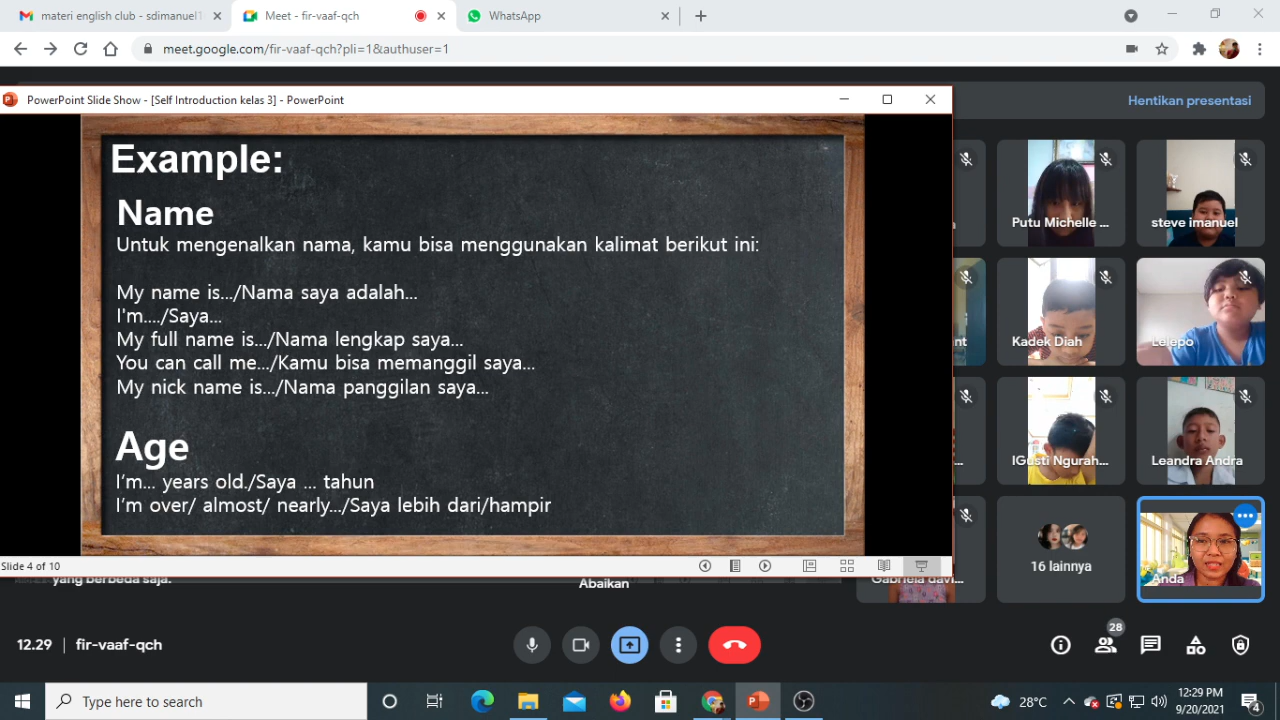 materi english club - sdimanuel1
Meet - fir-vaaf-qch
WhatsApp
meet.google.com/fir-vaaf-qch?pli=1&authuser=1
PowerPoint Slide Show - [Self Introduction kelas 3] - PowerPoint
Hentikan presentasi
Example:
Name
Untuk mengenalkan nama, kamu bisa menggunakan kalimat berikut ini:
My name is.../Nama saya adalah...
I'm..../Saya...
My full name is.../Nama lengkap saya...
You can call me.../Kamu bisa memanggil saya...
My nick name is.../Nama panggilan saya...
Age
I'm... years old./Saya ... tahun
I'm over/ almost/ nearly.../Saya lebih dari/hampir
Slide 4 of 10
Putu Michelle ...
steve imanuel
Kadek Diah
Lejepo
IGusti Ngurah...
Leandra Andra
16 lainnya
Anda
yang berbeda saja.
Abaikan
Gabriela davi...
12.29 | fir-vaaf-qch
28
Type here to search
28°C
12:29 PM
9/20/2021
4